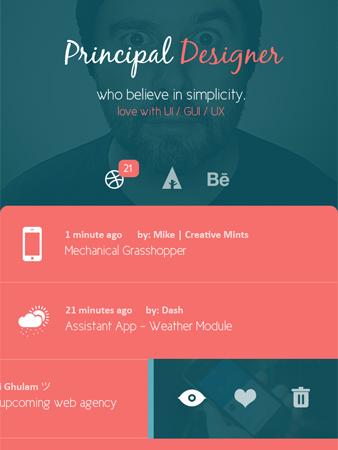 Principal Designer
who believe in simplicity.
love with UI / GUI / UX
21
Bē
1 minute ago by: Mike | Creative Mints
Mechanical Grasshopper
21 minutes ago by: Dash
Assistant App - Weather Module
i Ghulam ツ
upcoming web agency